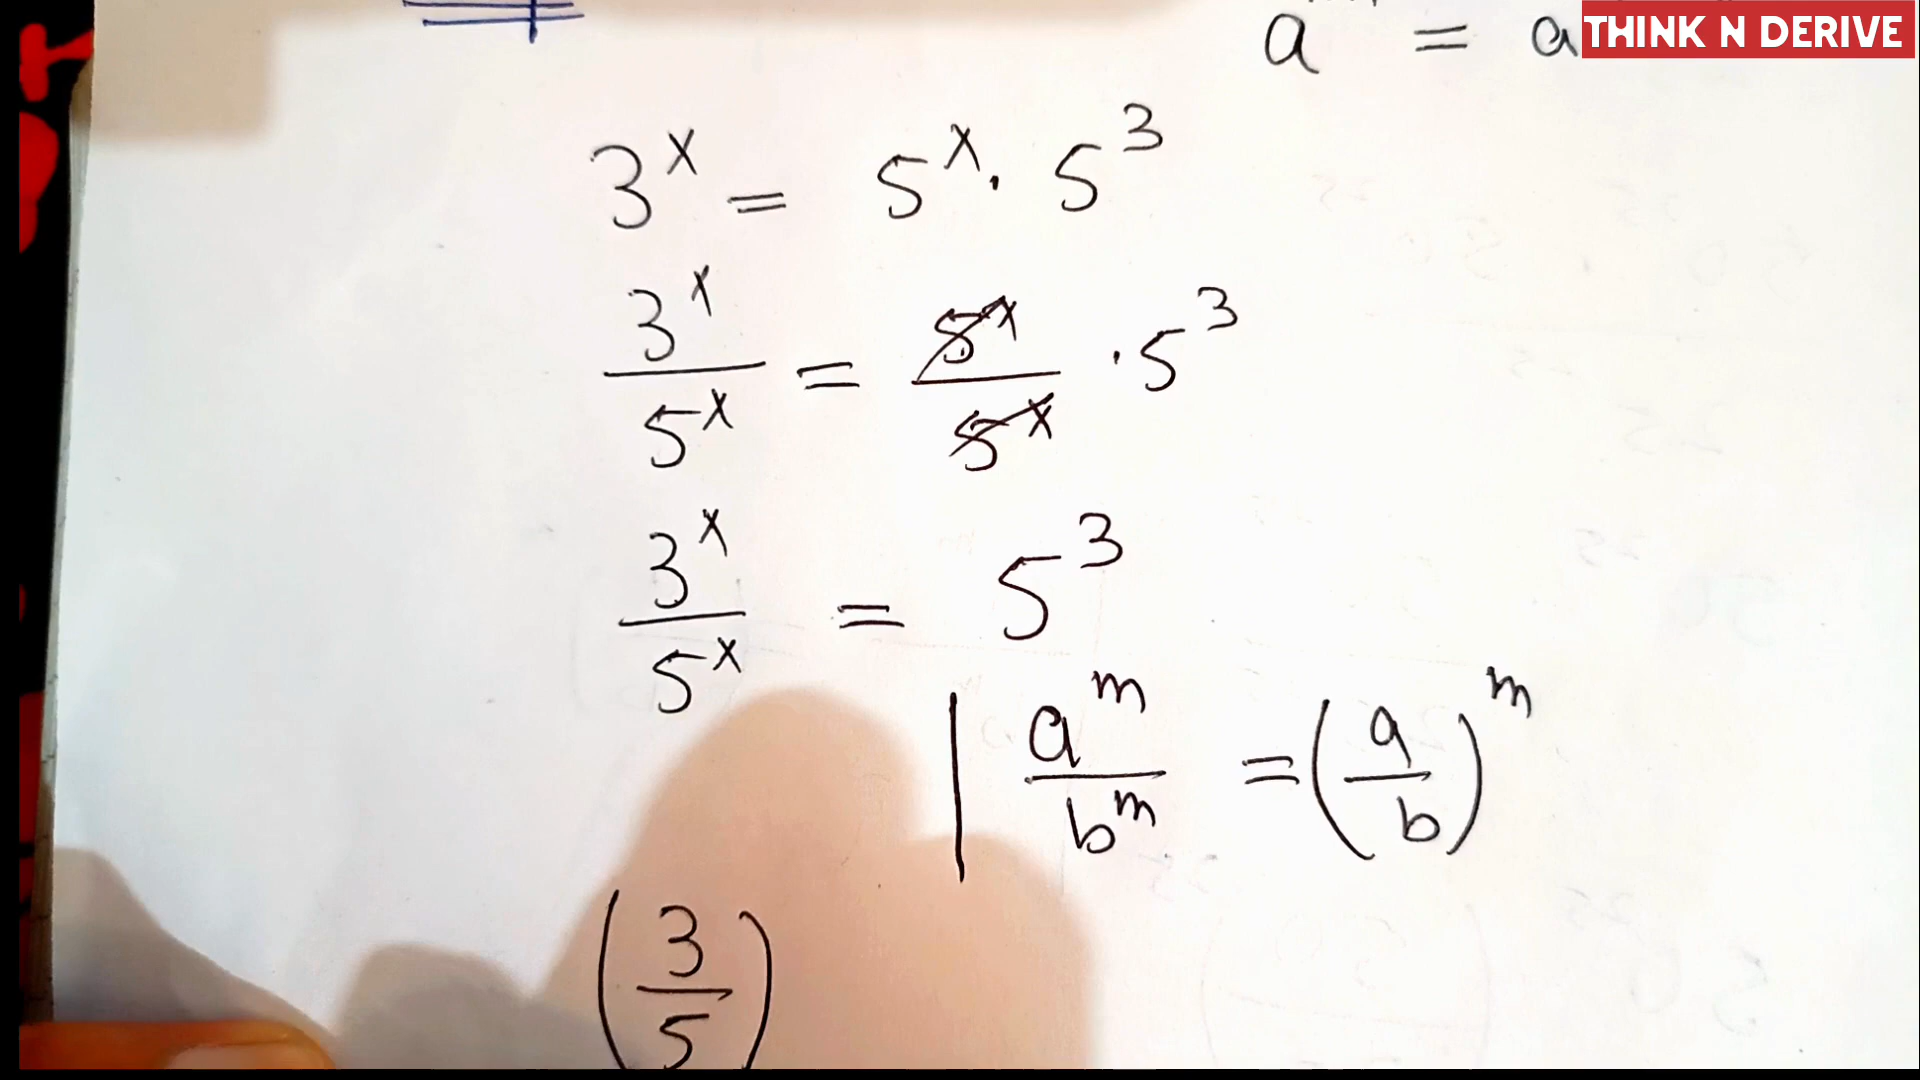 a = a THINK N DERIVE
3^x = 5^x . 5^3
3^x/5^x = 5^x/5^x . 5^3
3^x/5^x = 5^3
a^m/b^m = (a/b)^m
(3/5)